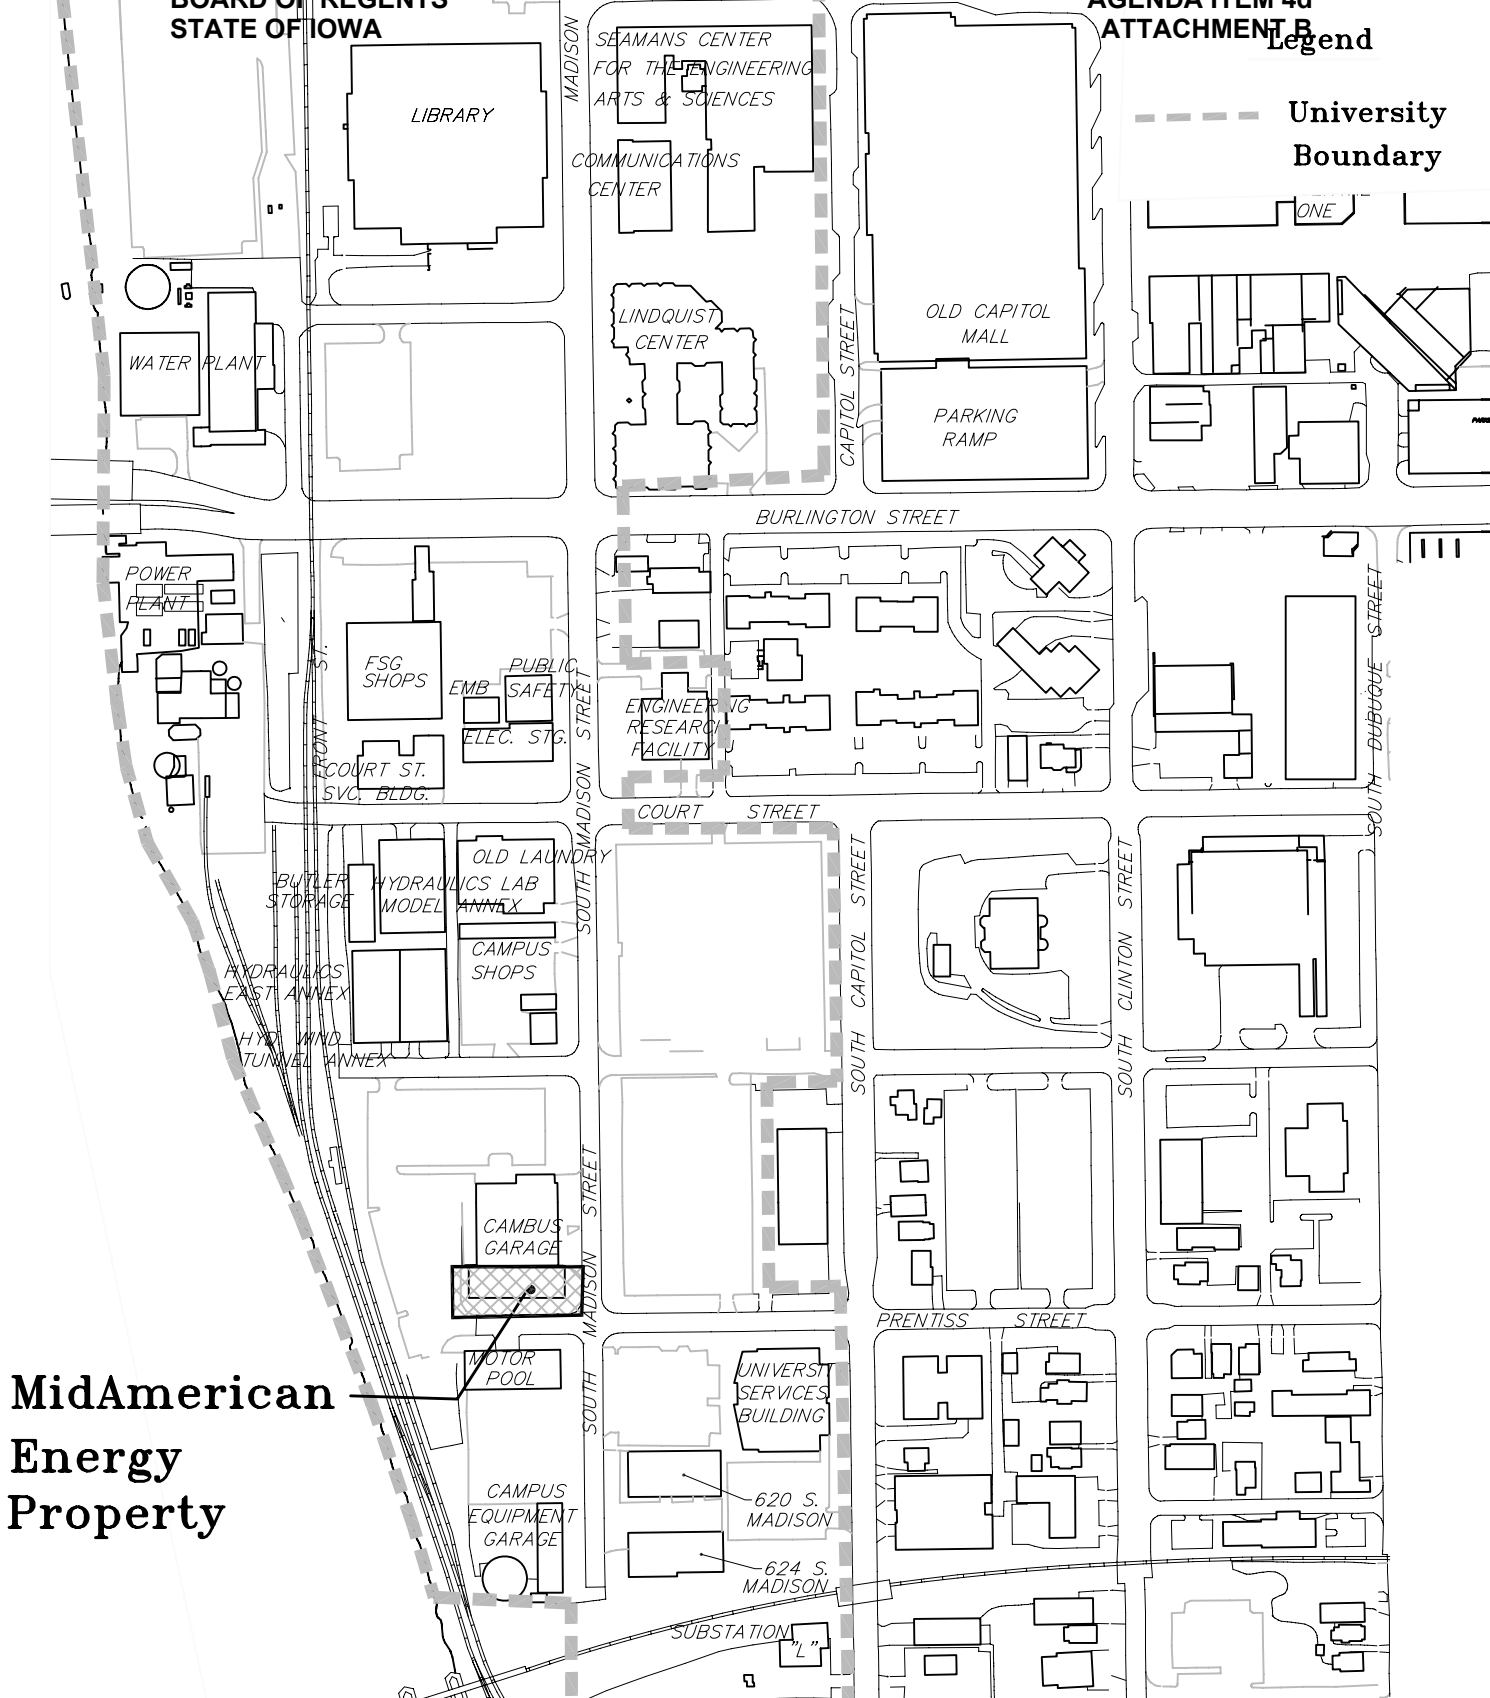 BOARD OF REGENTS
STATE OF IOWA
AGENDA ITEM 4d
ATTACHMENT B
Legend
University
Boundary
MADISON
SEAMANS CENTER
FOR THE ENGINEERING
ARTS & SCIENCES
LIBRARY
COMMUNICATIONS
CENTER
ONE
LINDQUIST
CENTER
OLD CAPITOL
MALL
CAPITOL STREET
WATER PLANT
PARKING
RAMP
BURLINGTON STREET
POWER
PLANT
FRONT ST.
FSG
SHOPS
EMB
PUBLIC
SAFETY
ELEC. STG.
COURT ST.
SVC. BLDG.
ENGINEERING
RESEARCH
FACILITY
SOUTH MADISON STREET
SOUTH DUBUQUE STREET
COURT STREET
OLD LAUNDRY
BUTLER
STORAGE
HYDRAULICS LAB
MODEL ANNEX
CAMPUS
SHOPS
HYDRAULICS
EAST ANNEX
HYD. WIND
TUNNEL ANNEX
SOUTH CAPITOL STREET
SOUTH CLINTON STREET
CAMBUS
GARAGE
SOUTH MADISON STREET
PRENTISS STREET
MOTOR
POOL
MidAmerican
Energy
Property
UNIVERSIT
SERVICES
BUILDING
CAMPUS
EQUIPMENT
GARAGE
620 S.
MADISON
624 S.
MADISON
SUBSTATION
"L"